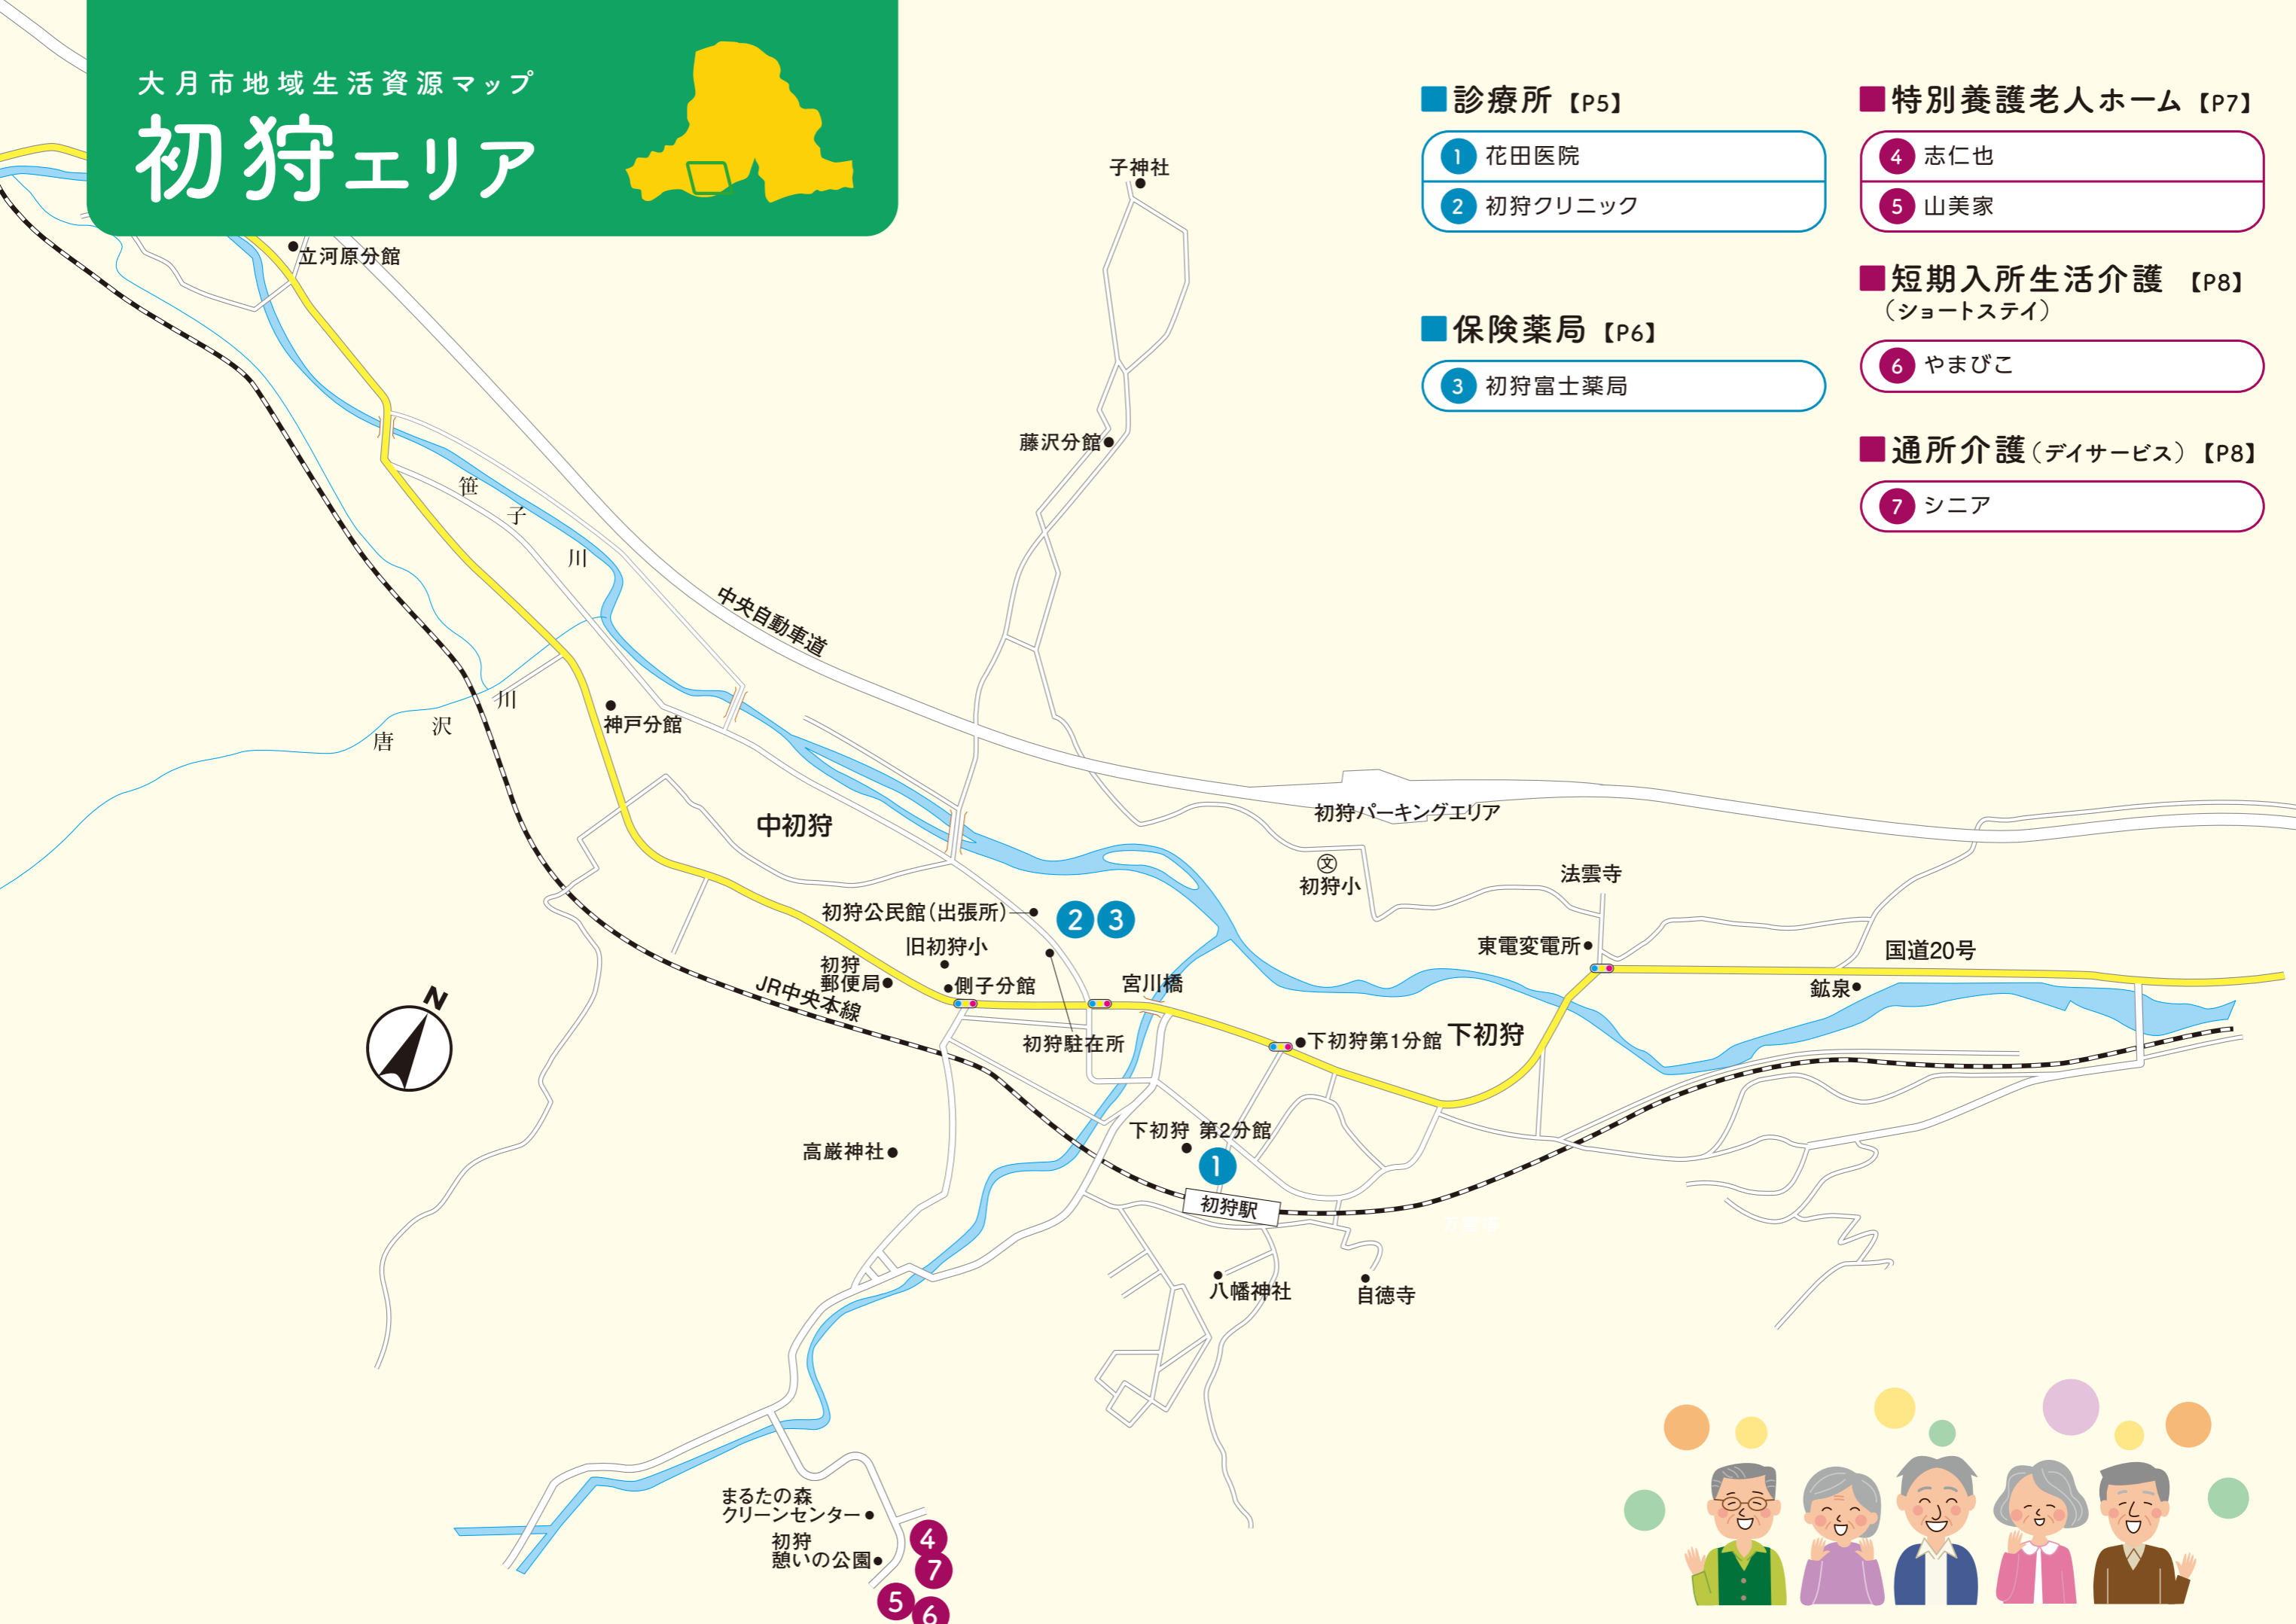 大月市地域生活資源マップ
初狩エリア
診療所【P5】
1 花田医院
2 初狩クリニック
保険薬局【P6】
3 初狩富士薬局
特別養護老人ホーム【P7】
4 志仁也
5 山美家
短期入所生活介護 【P8】
（ショートステイ）
6 やまびこ
通所介護（デイサービス）【P8】
7 シニア
子神社
立河原分館
藤沢分館
笹子川
中央自動車道
唐沢川
神戸分館
中初狩
初狩パーキングエリア
文
初狩小
法雲寺
初狩公民館（出張所）
2 3
旧初狩小
東電変電所
国道20号
初狩
郵便局
側子分館
宮川橋
鉱泉
JR中央本線
N
初狩駐在所
下初狩第1分館
下初狩
下初狩 第2分館
高厳神社
1
初狩駅
八幡神社
自徳寺
まるたの森
クリーンセンター
初狩
憩いの公園
4
7
5
6